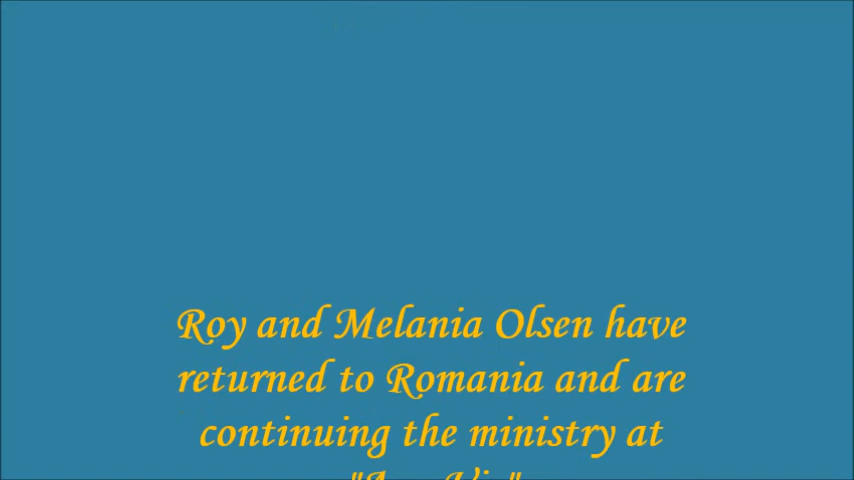 Roy and Melania Olsen have
returned to Romania and are
continuing the ministry at